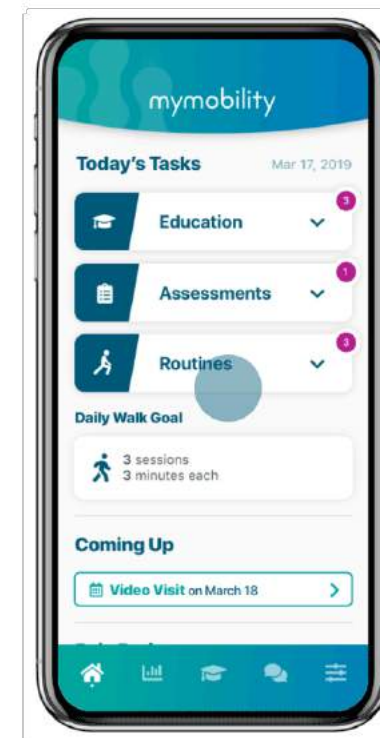 mymobility
Today's Tasks
Mar 17, 2019
3
Education
1
Assessments
3
Routines
Daily Walk Goal
3 sessions
3 minutes each
Coming Up
Video Visit on March 18